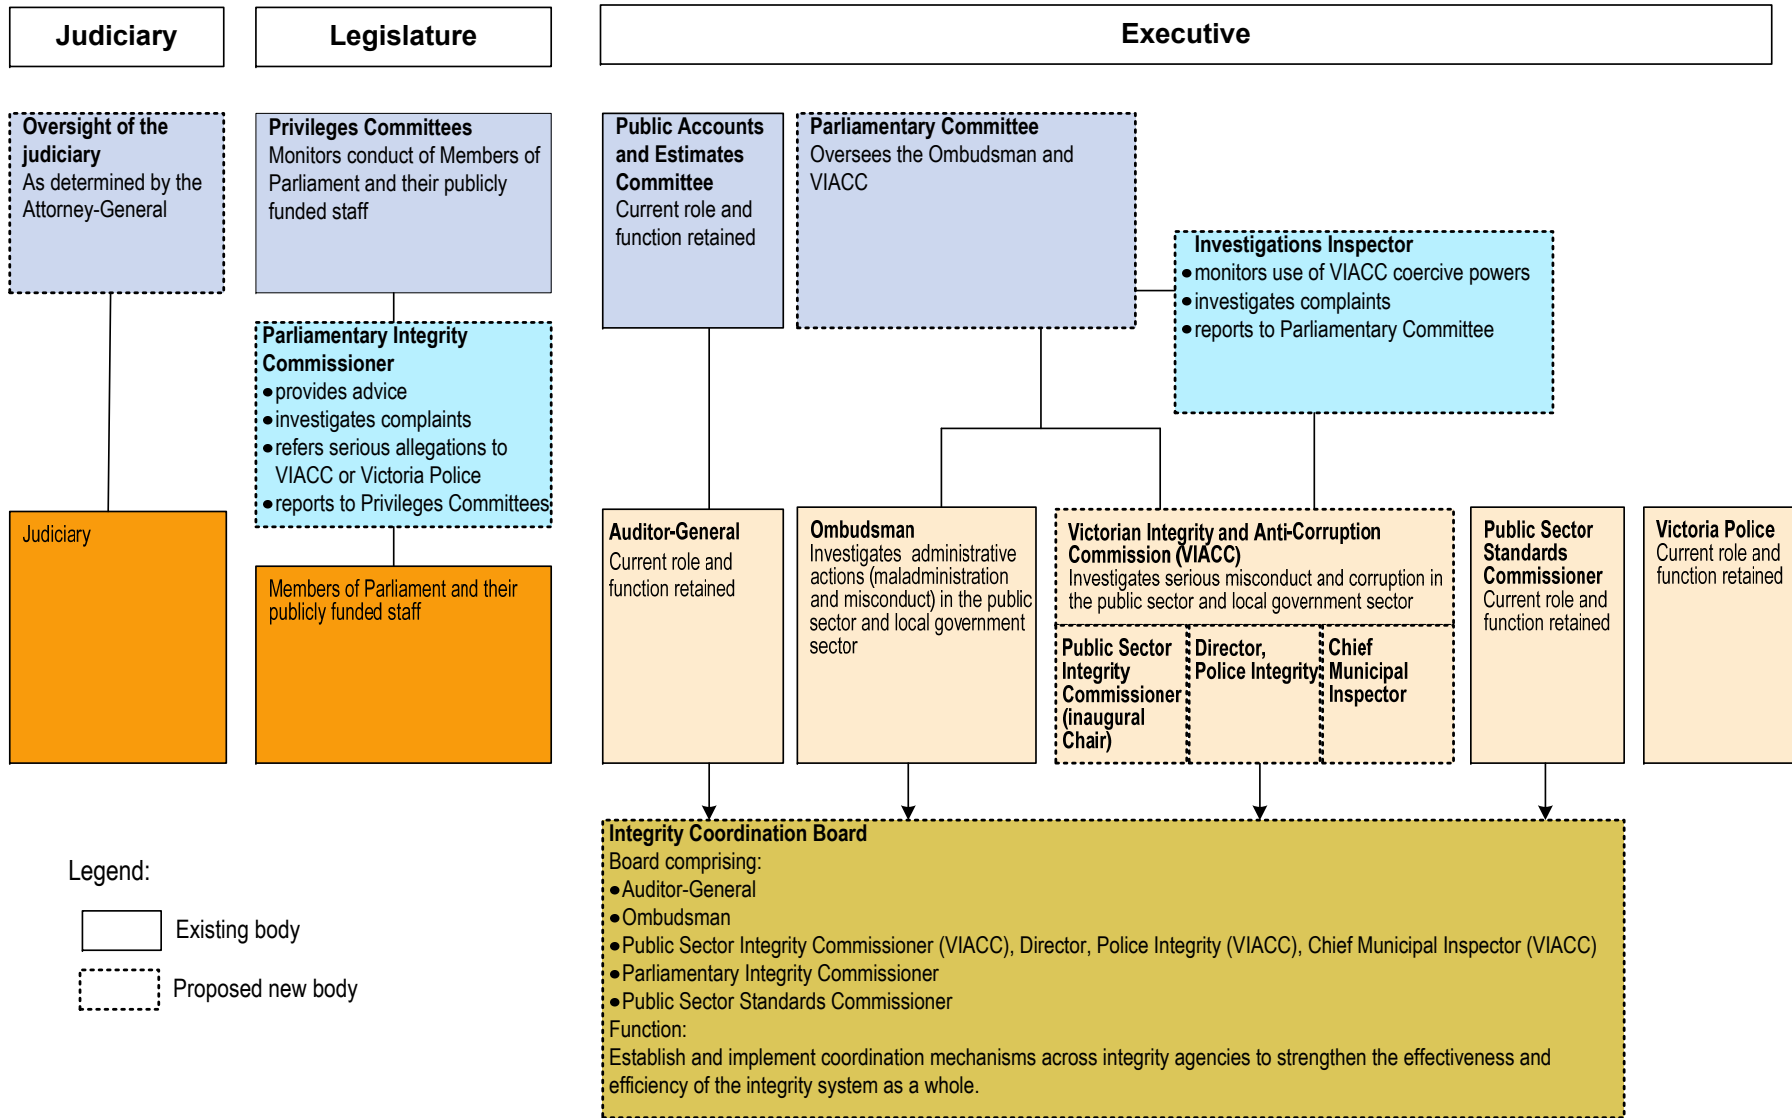 Judiciary
Legislature
Executive
Oversight of the
judiciary
As determined by the
Attorney-General
Privileges Committees
Monitors conduct of Members of
Parliament and their publicly
funded staff
Public Accounts
and Estimates
Committee
Current role and
function retained
Parliamentary Committee
Oversees the Ombudsman and
VIACC
Investigations Inspector
●monitors use of VIACC coercive powers
●investigates complaints
●reports to Parliamentary Committee
Parliamentary Integrity
Commissioner
●provides advice
●investigates complaints
●refers serious allegations to
VIACC or Victoria Police
●reports to Privileges Committees
Judiciary
Members of Parliament and their
publicly funded staff
Auditor-General
Current role and
function retained
Ombudsman
Investigates administrative
actions (maladministration
and misconduct) in the public
sector and local government
sector
Victorian Integrity and Anti-Corruption
Commission (VIACC)
Investigates serious misconduct and corruption in
the public sector and local government sector
Public Sector
Integrity
Commissioner
(inaugural
Chair)
Director,
Police Integrity
Chief
Municipal
Inspector
Public Sector
Standards
Commissioner
Current role and
function retained
Victoria Police
Current role and
function retained
Integrity Coordination Board
Board comprising:
●Auditor-General
●Ombudsman
●Public Sector Integrity Commissioner (VIACC), Director, Police Integrity (VIACC), Chief Municipal Inspector (VIACC)
●Parliamentary Integrity Commissioner
●Public Sector Standards Commissioner
Function:
Establish and implement coordination mechanisms across integrity agencies to strengthen the effectiveness and
efficiency of the integrity system as a whole.
Legend:
Existing body
Proposed new body